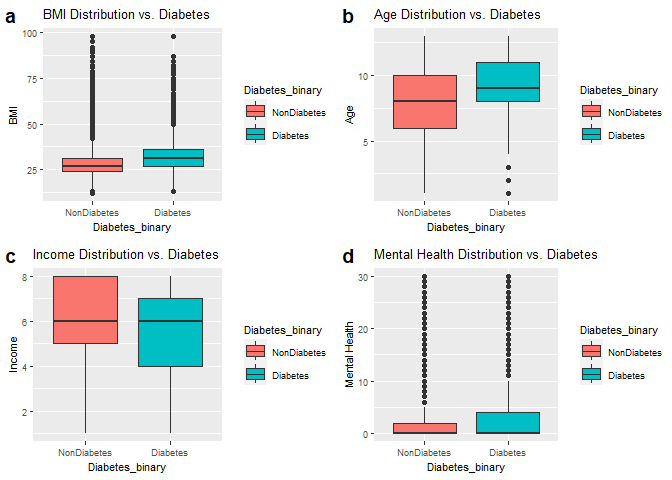 a
BMI Distribution vs. Diabetes
100
75
50
25
BMI
NonDiabetes
Diabetes
Diabetes_binary
Diabetes_binary
NonDiabetes
Diabetes
b
Age Distribution vs. Diabetes
10
5
Age
NonDiabetes
Diabetes
Diabetes_binary
Diabetes_binary
NonDiabetes
Diabetes
c
Income Distribution vs. Diabetes
8
6
4
2
Income
NonDiabetes
Diabetes
Diabetes_binary
Diabetes_binary
NonDiabetes
Diabetes
d
Mental Health Distribution vs. Diabetes
30
20
10
0
Mental Health
NonDiabetes
Diabetes
Diabetes_binary
Diabetes_binary
NonDiabetes
Diabetes